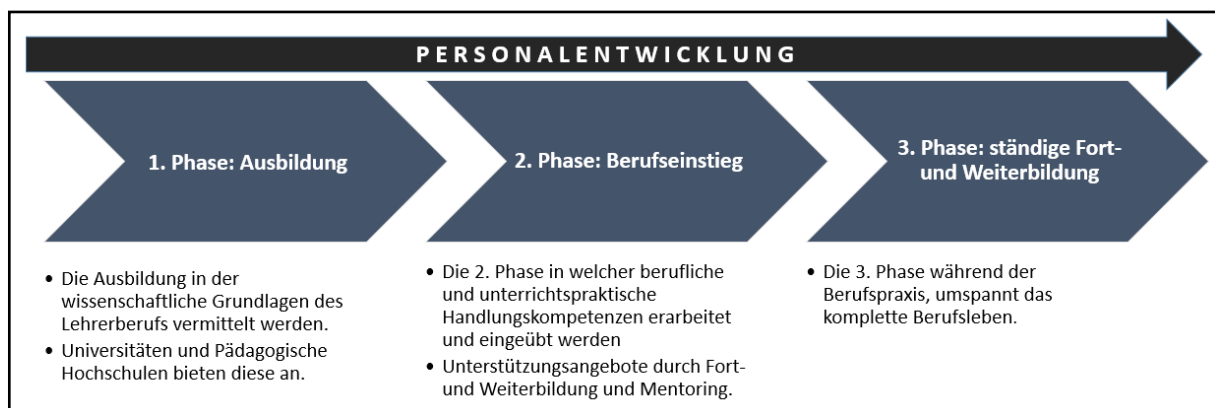 PERSONALENTWICKLUNG
1. Phase: Ausbildung
2. Phase: Berufseinstieg
3. Phase: ständige Fort-
und Weiterbildung
• Die Ausbildung in der
wissenschaftliche Grundlagen des
Lehrerberufs vermittelt werden.
• Universitäten und Pädagogische
Hochschulen bieten diese an.
• Die 2. Phase in welcher berufliche
und unterrichtspraktische
Handlungskompetenzen erarbeitet
und eingeübt werden
• Unterstützungsangebote durch Fort-
und Weiterbildung und Mentoring.
• Die 3. Phase während der
Berufspraxis, umspannt das
komplette Berufsleben.